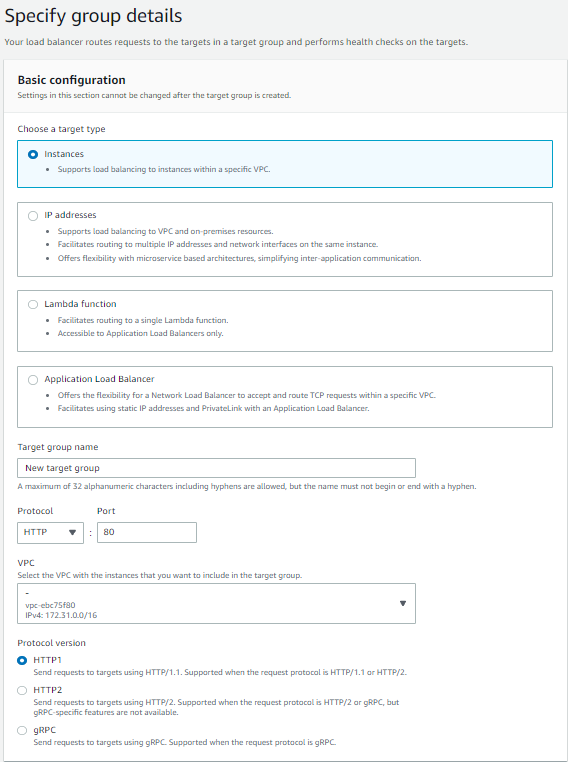 Specify group details
Your load balancer routes requests to the targets in a target group and performs health checks on the targets.
Basic configuration
Settings in this section cannot be changed after the target group is created.
Choose a target type
Instances
• Supports load balancing to instances within a specific VPC.
IP addresses
• Supports load balancing to VPC and on-premises resources.
• Facilitates routing to multiple IP addresses and network interfaces on the same instance.
• Offers flexibility with microservice based architectures, simplifying inter-application communication.
Lambda function
• Facilitates routing to a single Lambda function.
• Accessible to Application Load Balancers only.
Application Load Balancer
• Offers the flexibility for a Network Load Balancer to accept and route TCP requests within a specific VPC.
• Facilitates using static IP addresses and PrivateLink with an Application Load Balancer.
Target group name
New target group
A maximum of 32 alphanumeric characters including hyphens are allowed, but the name must not begin or end with a hyphen.
Protocol Port
HTTP : 80
VPC
Select the VPC with the instances that you want to include in the target group.
-
vpc-ebc75f80
IPv4: 172.31.0.0/16
Protocol version
HTTP1
Send requests to targets using HTTP/1.1. Supported when the request protocol is HTTP/1.1 or HTTP/2.
HTTP2
Send requests to targets using HTTP/2. Supported when the request protocol is HTTP/2 or gRPC, but
gRPC-specific features are not available.
gRPC
Send requests to targets using gRPC. Supported when the request protocol is gRPC.